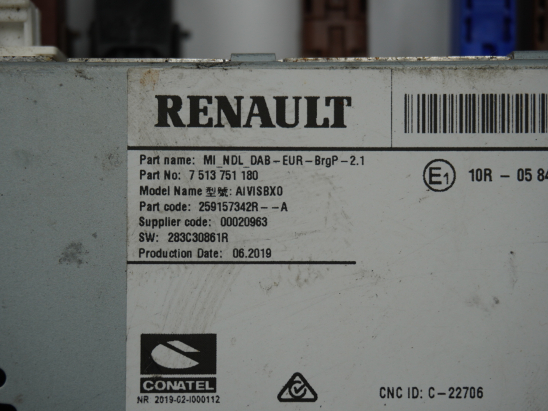 RENAULT
Part name: MI_NDL_DAB-EUR-BrgP-2.1
Part No: 7 513 751 180
Model Name 型號: AIVISBX0
Part code: 259157342R--A
Supplier code: 00020963
SW: 283C30861R
Production Date: 06.2019
E1 10R - 05 84
CONATEL
NR 2019-02-I000112
CNC ID: C-22706